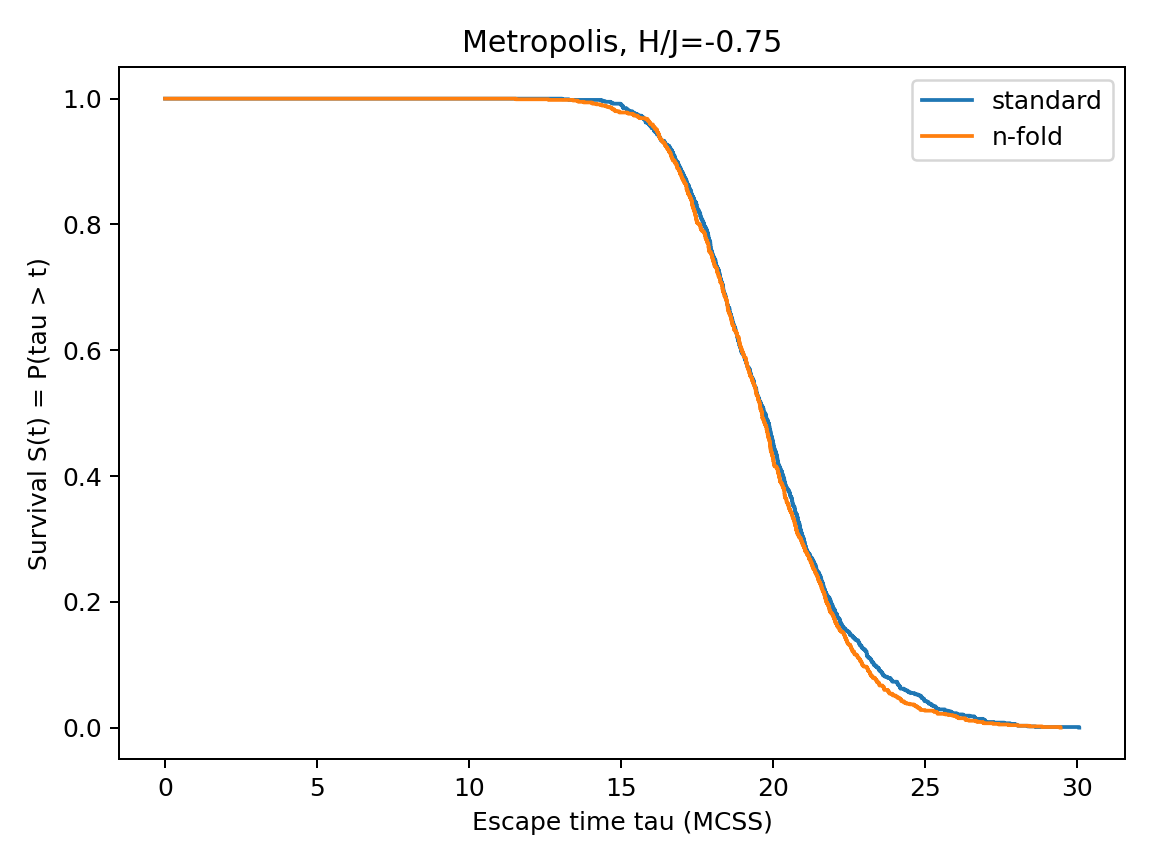 Metropolis, H/J=-0.75
standard
n-fold
Survival S(t) = P(tau > t)
1.0
0.8
0.6
0.4
0.2
0.0
0 5 10 15 20 25 30
Escape time tau (MCSS)